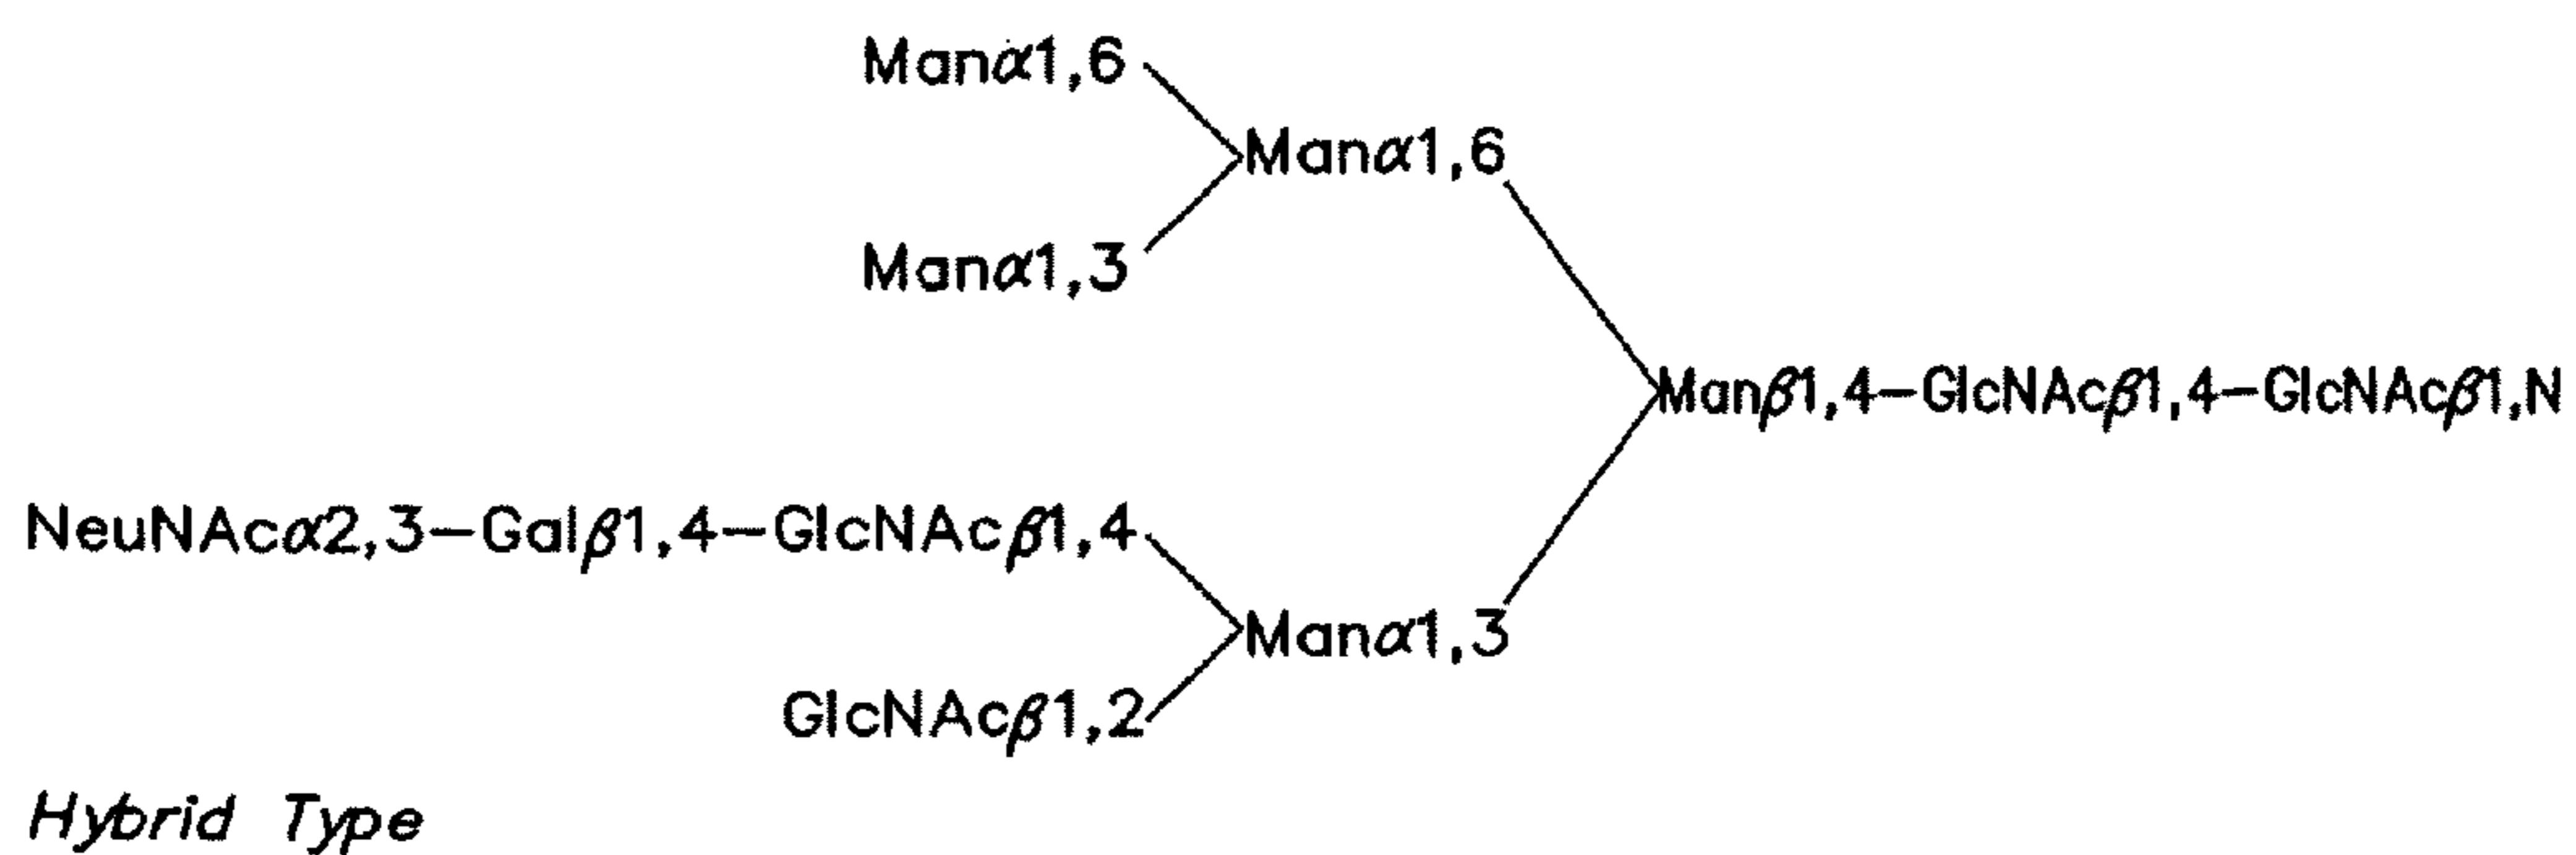 Manα1,6
Manα1,6
Manα1,3
Manβ1,4–GlcNAcβ1,4–GlcNAcβ1,N
NeuNAcα2,3–Galβ1,4–GlcNAcβ1,4
Manα1,3
GlcNAcβ1,2
Hybrid Type